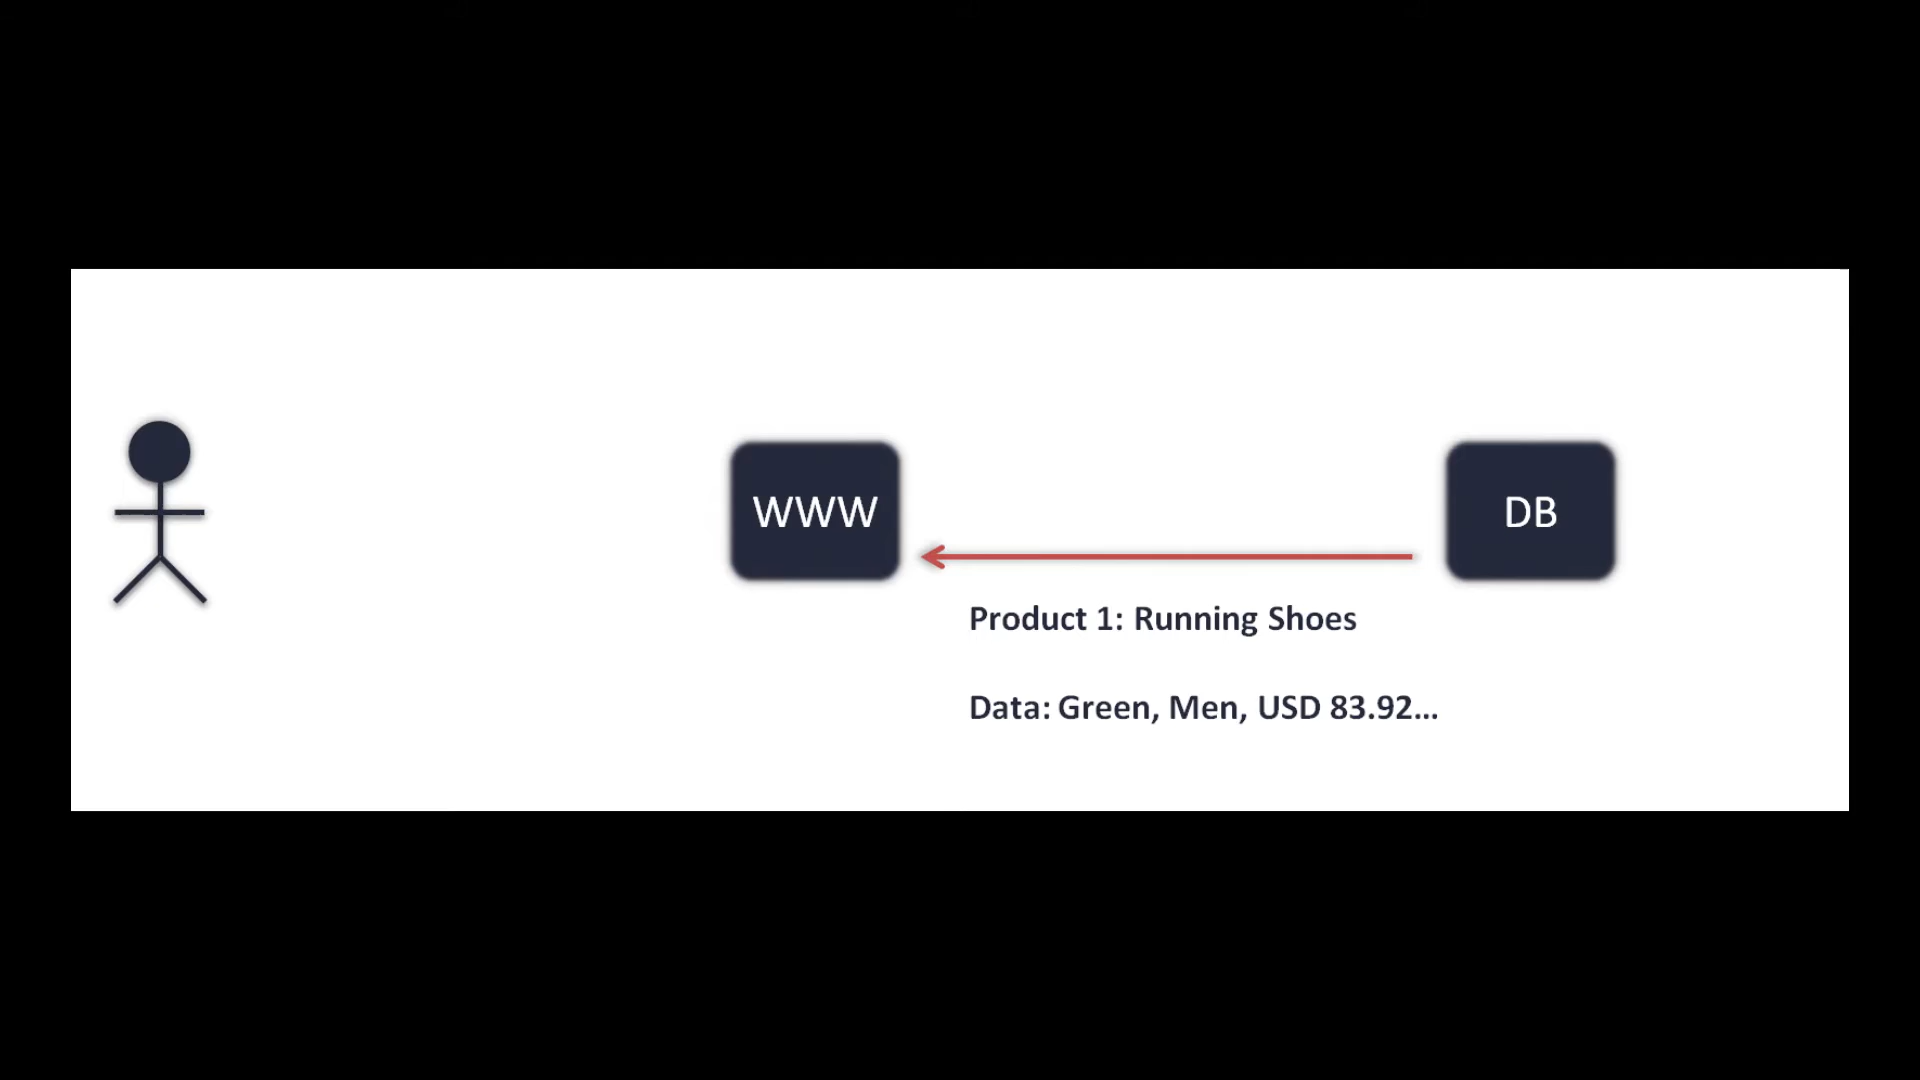 WWW
DB
Product 1: Running Shoes
Data: Green, Men, USD 83.92...